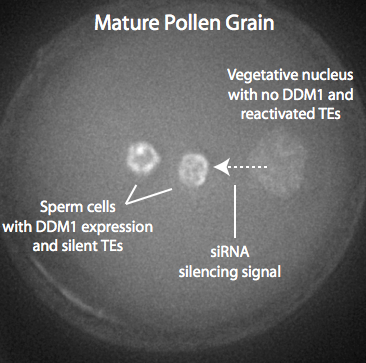 Mature Pollen Grain
Vegetative nucleus
with no DDM1 and
reactivated TEs
Sperm cells
with DDM1 expression
and silent TEs
siRNA
silencing signal